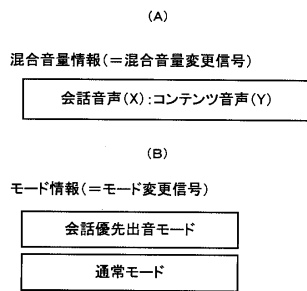 (A)
混合音量情報(=混合音量変更信号)
会話音声(X):コンテンツ音声(Y)
(B)
モード情報(=モード変更信号)
会話優先出音モード
通常モード